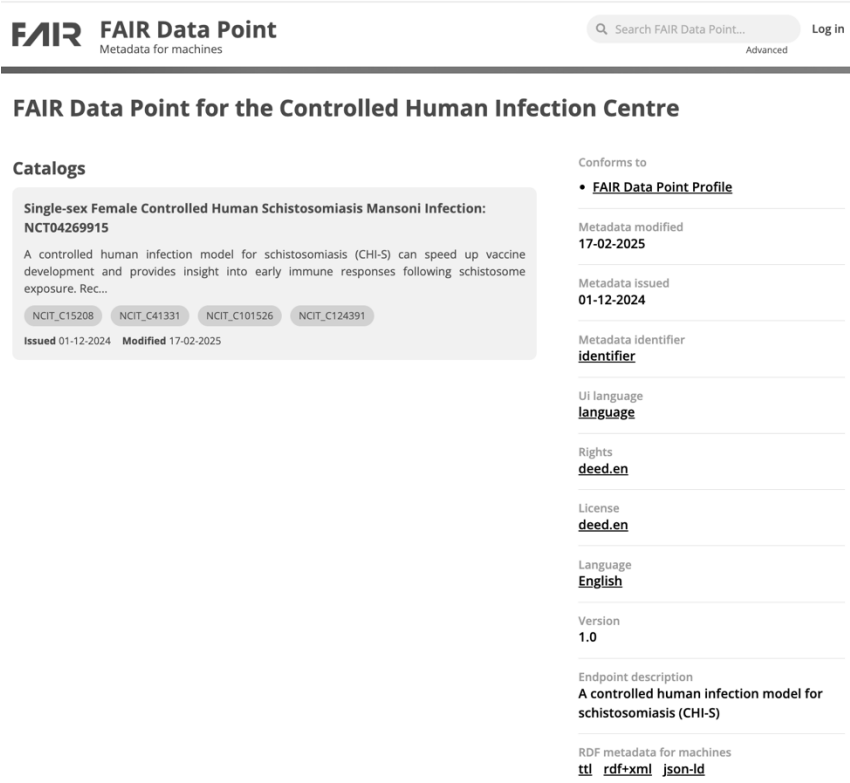 FAIR FAIR Data Point
Metadata for machines
Search FAIR Data Point...
Log in
Advanced
FAIR Data Point for the Controlled Human Infection Centre
Catalogs
Single-sex Female Controlled Human Schistosomiasis Mansoni Infection:
NCT04269915
A controlled human infection model for schistosomiasis (CHI-S) can speed up vaccine
development and provides insight into early immune responses following schistosome
exposure. Rec...
NCIT_C15208 NCIT_C41331 NCIT_C101526 NCIT_C124391
Issued 01-12-2024 Modified 17-02-2025
Conforms to
• FAIR Data Point Profile
Metadata modified
17-02-2025
Metadata issued
01-12-2024
Metadata identifier
identifier
Ui language
language
Rights
deed.en
License
deed.en
Language
English
Version
1.0
Endpoint description
A controlled human infection model for
schistosomiasis (CHI-S)
RDF metadata for machines
ttl rdf+xml json-ld